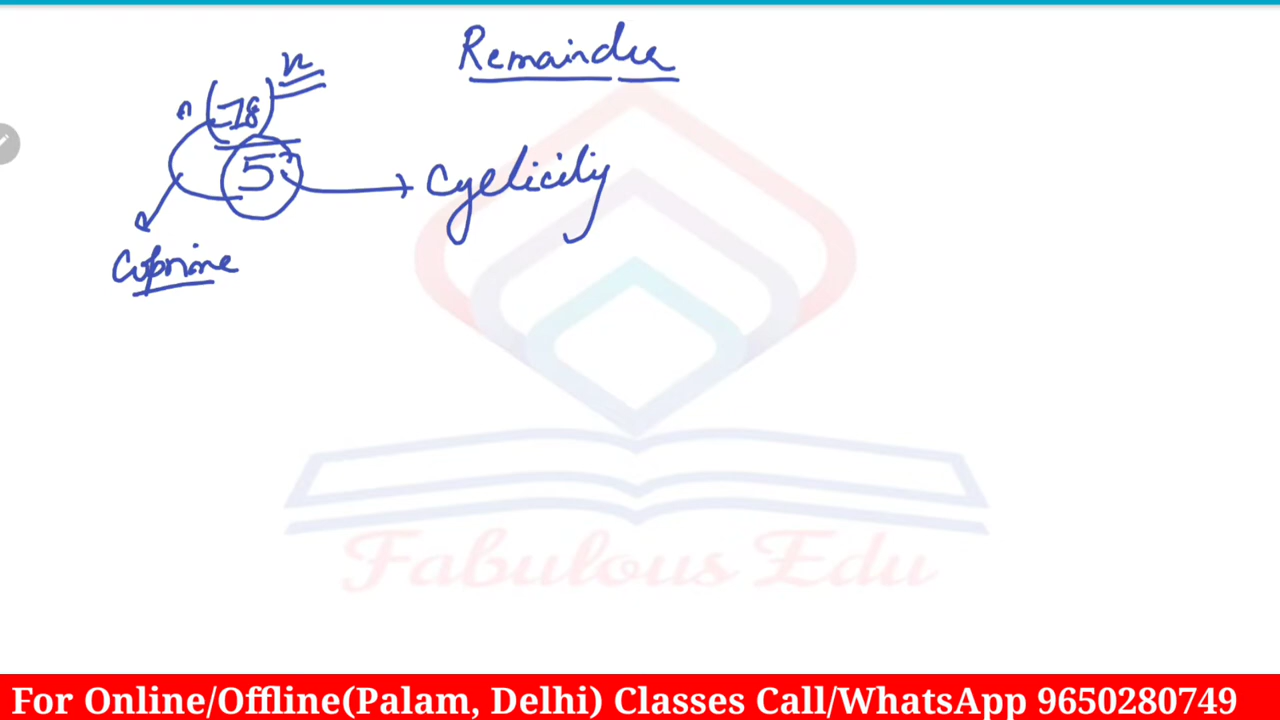 Remainder
n
(78)
5
Cyclicity
Coprime
Fabulous Edu
For Online/Offline(Palam, Delhi) Classes Call/WhatsApp 9650280749